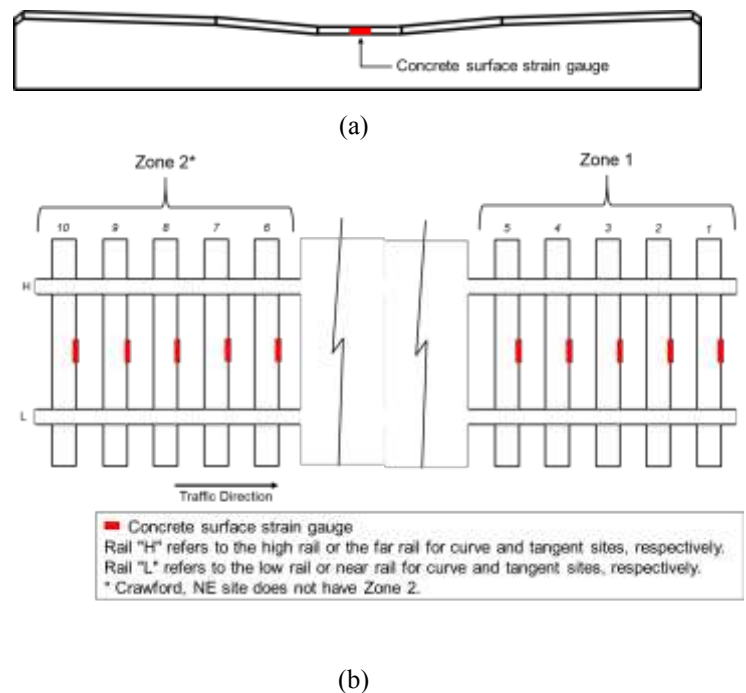 Concrete surface strain gauge
(a)
Zone 2*
Zone 1
10 9 8 7 6 5 4 3 2 1
H
L
Traffic Direction
Concrete surface strain gauge
Rail "H" refers to the high rail or the far rail for curve and tangent sites, respectively.
Rail "L" refers to the low rail or near rail for curve and tangent sites, respectively.
* Crawford, NE site does not have Zone 2.
(b)